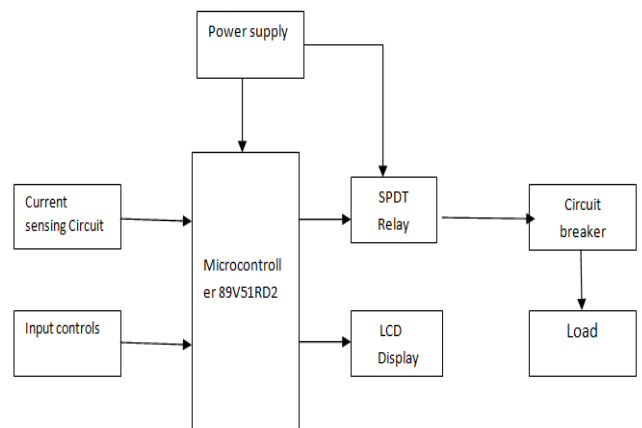 Power supply
Current
sensing Circuit
SPDT
Relay
Circuit
breaker
Microcontroll
er 89V51RD2
Input controls
LCD
Display
Load